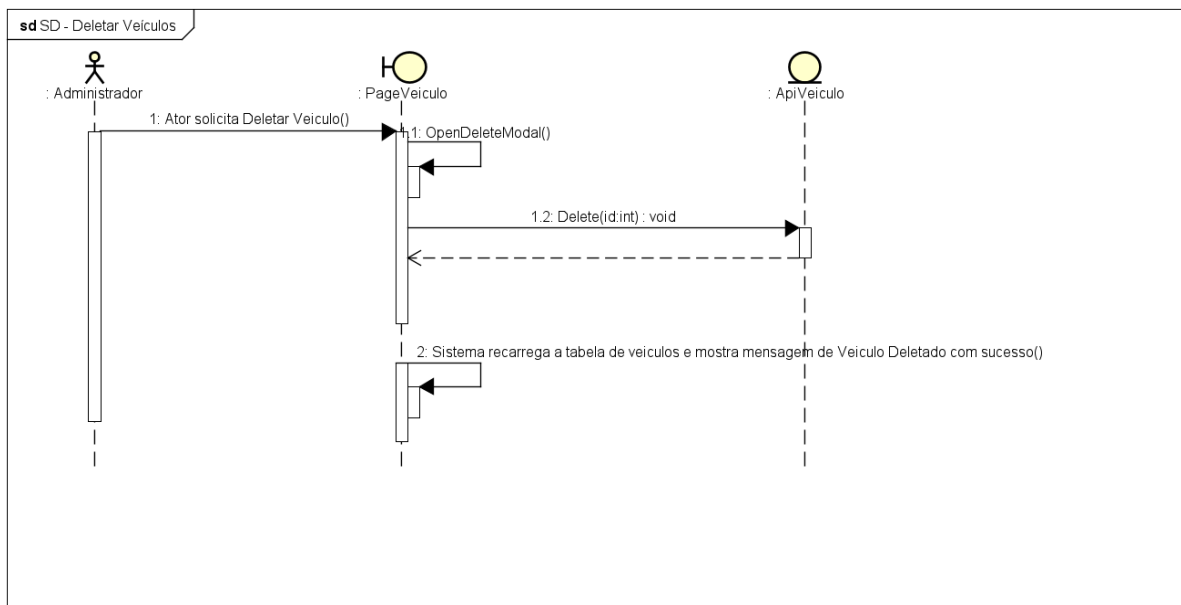 sd SD - Deletar Veículos
: Administrador
: PageVeiculo
: ApiVeiculo
1: Ator solicita Deletar Veiculo()
1.1: OpenDeleteModal()
1.2: Delete(id:int) : void
2: Sistema recarrega a tabela de veiculos e mostra mensagem de Veiculo Deletado com sucesso()